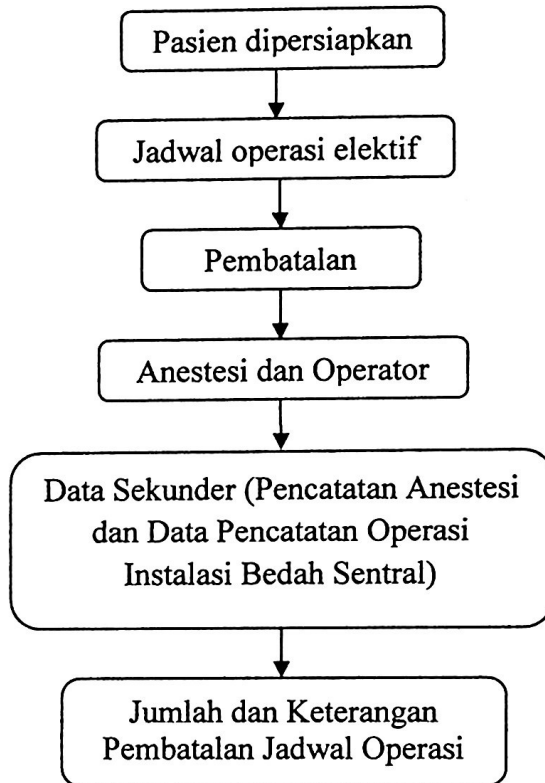 Pasien dipersiapkan
Jadwal operasi elektif
Pembatalan
Anestesi dan Operator
Data Sekunder (Pencatatan Anestesi
dan Data Pencatatan Operasi
Instalasi Bedah Sentral)
Jumlah dan Keterangan
Pembatalan Jadwal Operasi